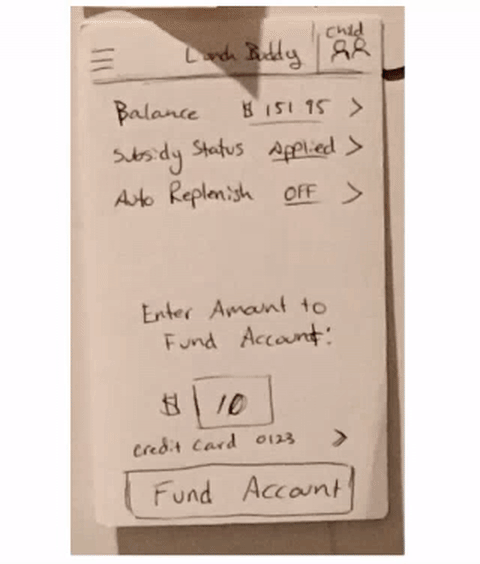 Child
Lunch Buddy
Balance $ 151 95 >
Subsidy Status Applied >
Auto Replenish OFF >
Enter Amount to
Fund Account:
$ 10
credit card 0123 >
Fund Account